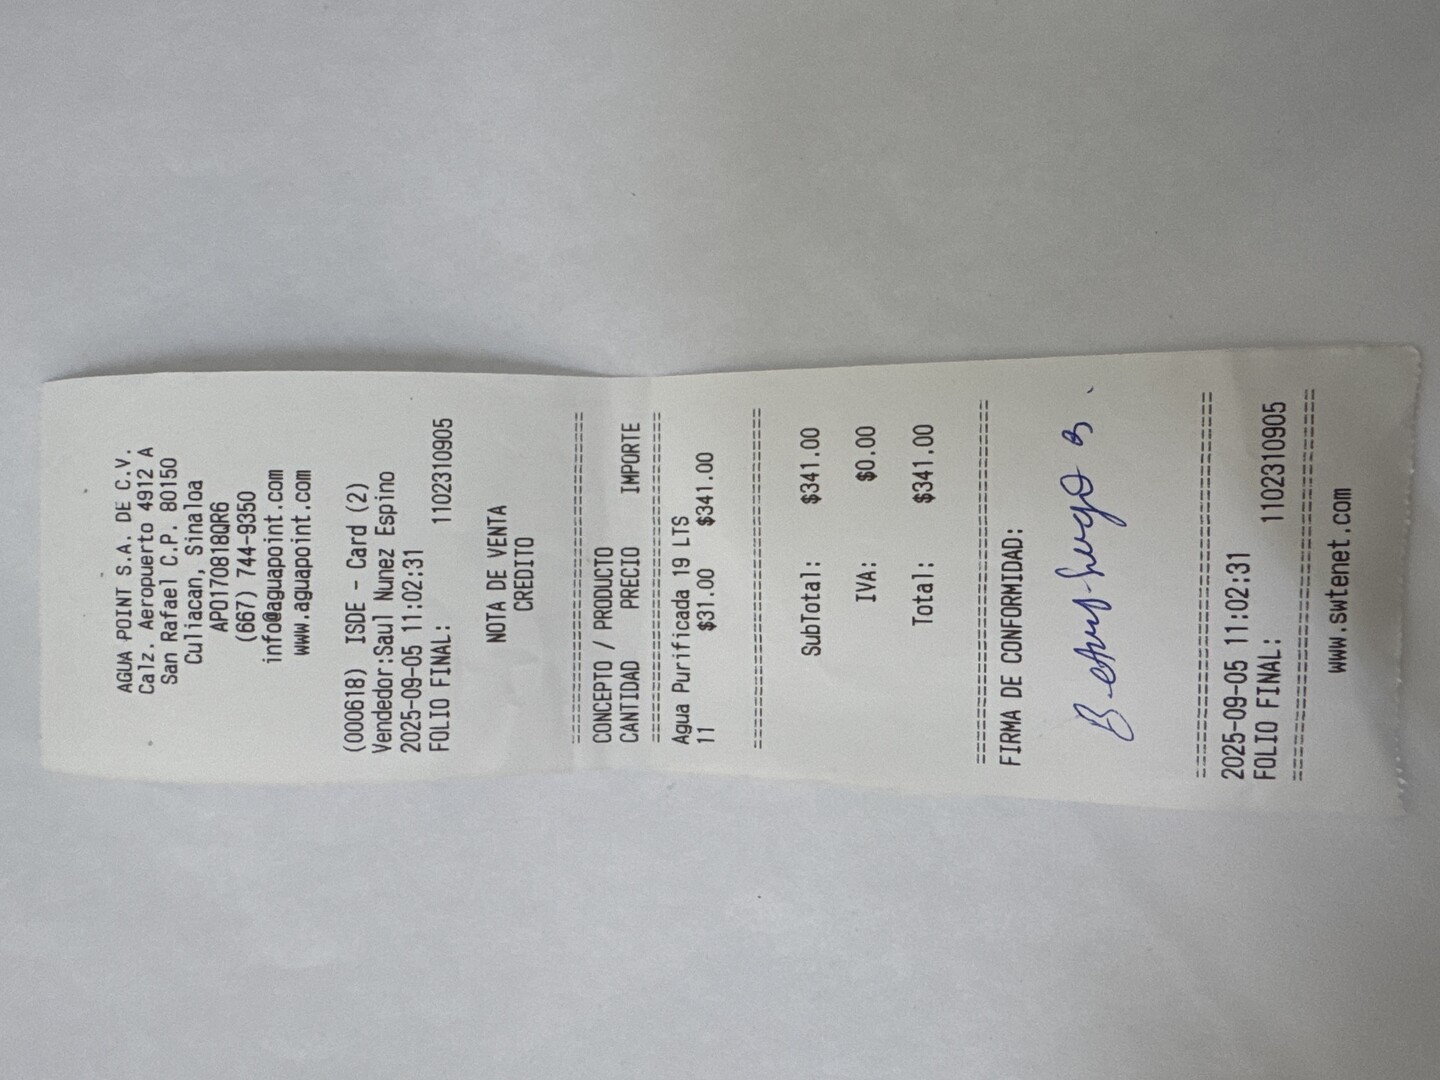 AGUA POINT S.A. DE C.V.
Calz. Aeropuerto 4912 A
San Rafael C.P. 80150
Culiacan, Sinaloa
APO170818QR6
(667) 744-9350
info@aguapoint.com
www.aguapoint.com
(000618) ISDE - Card (2)
Vendedor:Saul Nunez Espino
2025-09-05 11:02:31
FOLIO FINAL: 1102310905
NOTA DE VENTA
CREDITO
==============================
CONCEPTO / PRODUCTO
CANTIDAD PRECIO IMPORTE
==============================
Agua Purificada 19 LTS
11 $31.00 $341.00
==============================
SubTotal: $341.00
IVA: $0.00
Total: $341.00
==============================
FIRMA DE CONFORMIDAD:
==============================
2025-09-05 11:02:31
FOLIO FINAL: 1102310905
==============================
www.swtenet.com